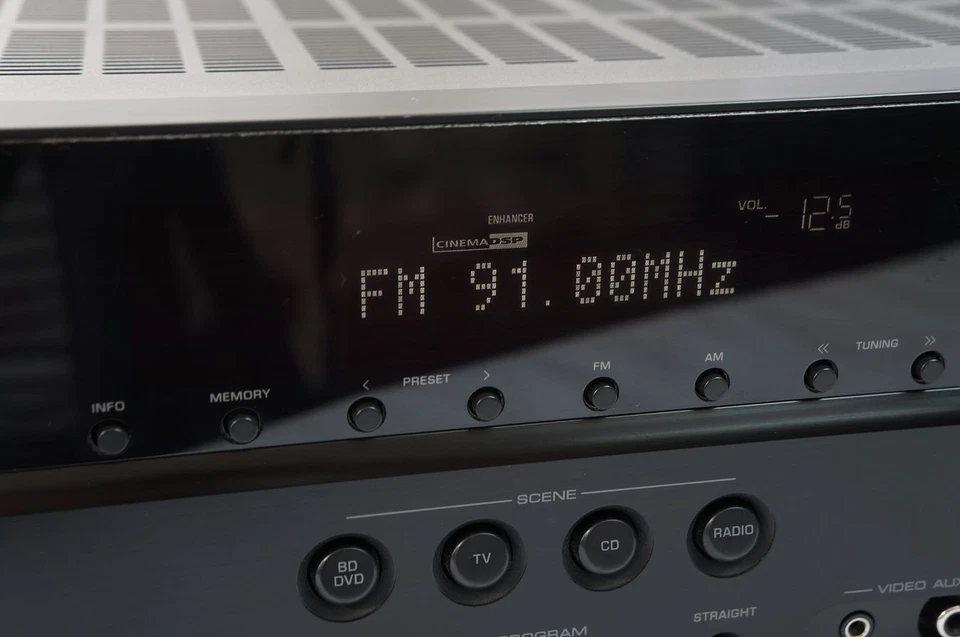 VOL. - 12.5 dB
ENHANCER
CINEMA DSP
FM 91.00MHz
INFO
MEMORY
< PRESET >
FM
AM
<< TUNING >>
SCENE
BD
DVD
TV
CD
RADIO
VIDEO AUX
STRAIGHT
PROGRAM